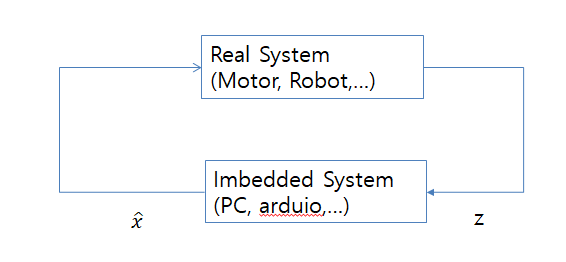 Real System
(Motor, Robot,...)
Imbedded System
(PC, arduio,...)
x̂
z